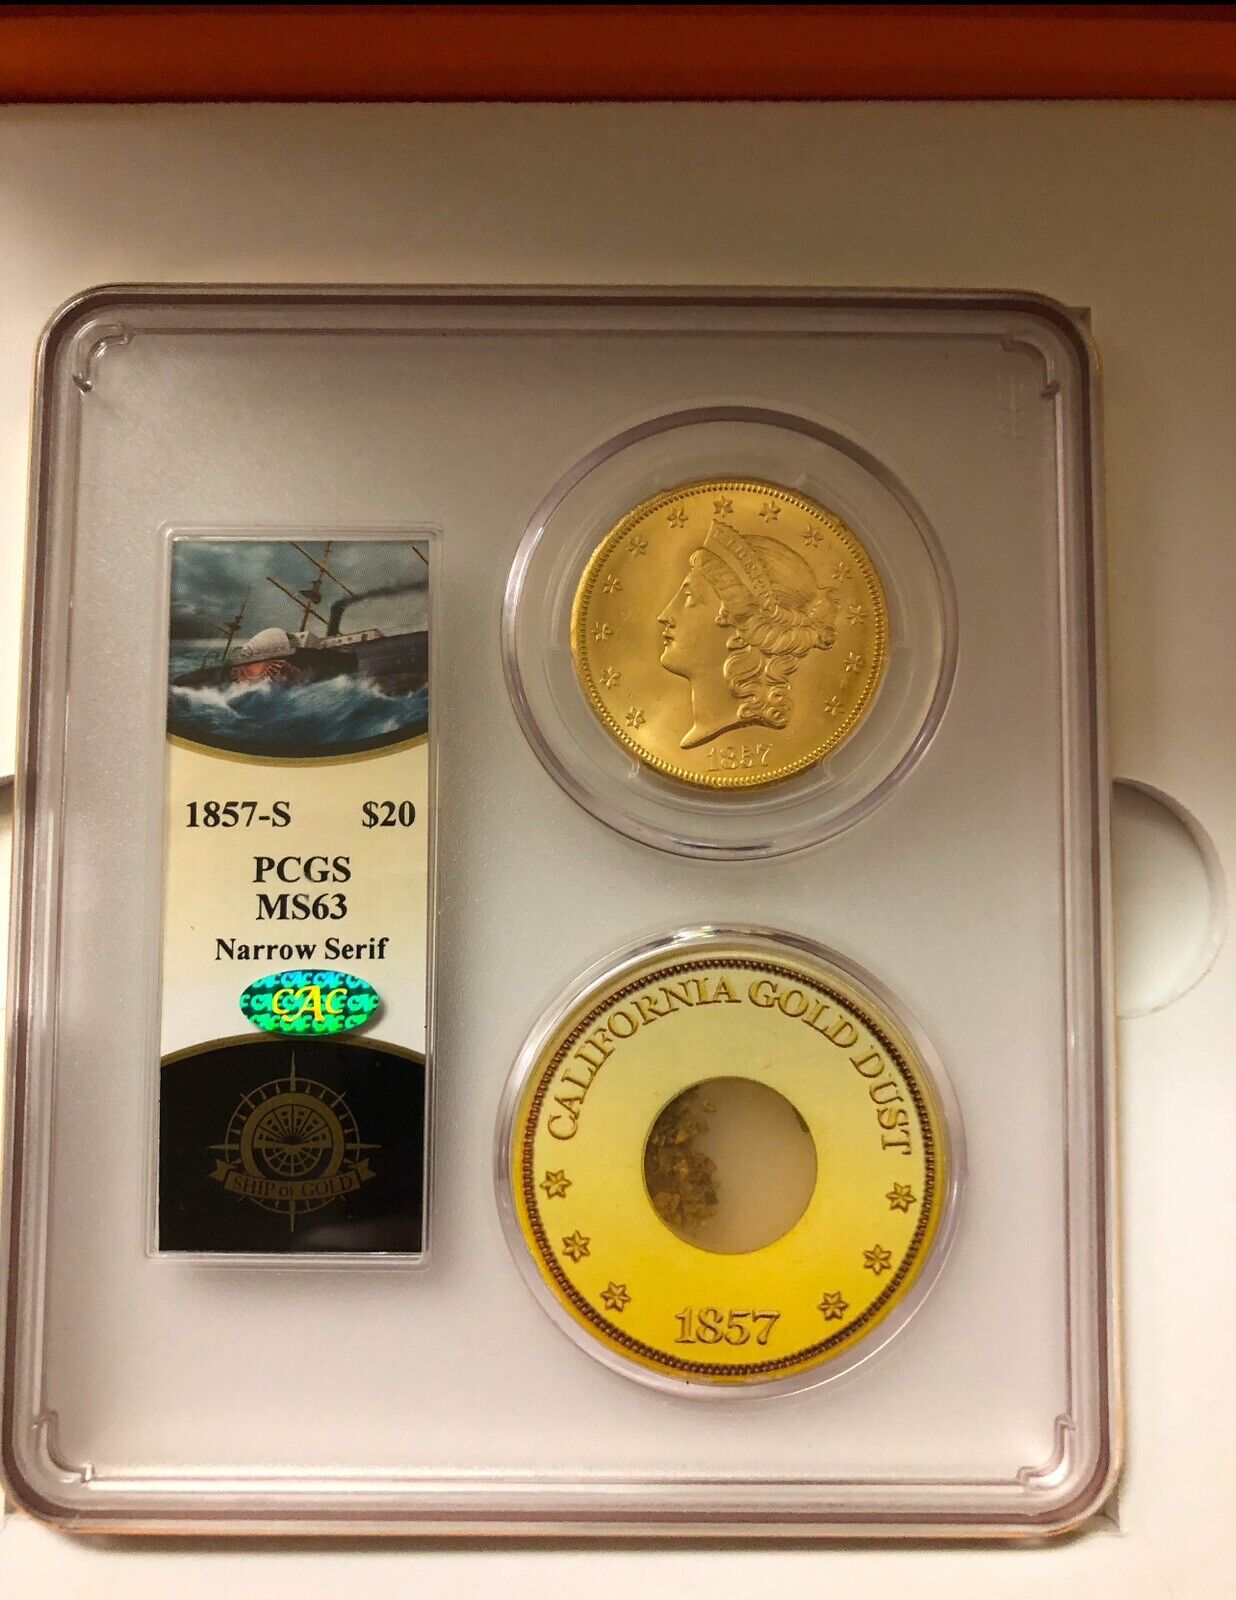 1857-S $20
PCGS
MS63
Narrow Serif
CAC
SHIP OF GOLD
LIBERTY
1857
CALIFORNIA GOLD DUST
1857